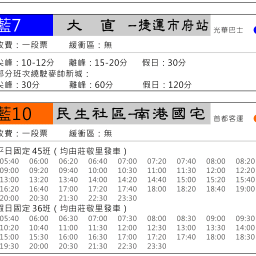 藍7 大 直 --捷運市府站 光華巴士
收費：一段票 緩衝區：無
尖峰：10-12分 離峰：15-20分 假日：30分
部分班次繞駛麥帥新城：
尖峰：30分 離峰：60分 假日：120分
藍10 民生社區-南港國宅 首都客運
收費：一段票 緩衝區：無
平日固定45班（均由莊敬里發車）
05:40 06:00 06:20 06:40 07:00 07:20 07:40 08:00 08:20
09:00 09:20 09:40 10:00 10:30 11:00 11:30 12:00 12:20
13:00 13:20 13:40 14:00 14:20 14:40 15:00 15:20 15:40
16:20 16:40 17:00 17:20 17:40 18:00 18:20 18:40 19:00
20:00 20:30 21:30 22:30 23:30
假日固定36班（均由莊敬里發車）
05:40 06:00 06:30 07:00 07:30 08:00 08:30 09:00 09:30
10:00 10:30 11:00 11:30 12:00 12:30 13:00 13:30 14:00
15:00 15:30 16:00 16:30 17:00 17:20 17:40 18:00 18:30
19:30 20:00 20:30 21:30 22:30 23:30